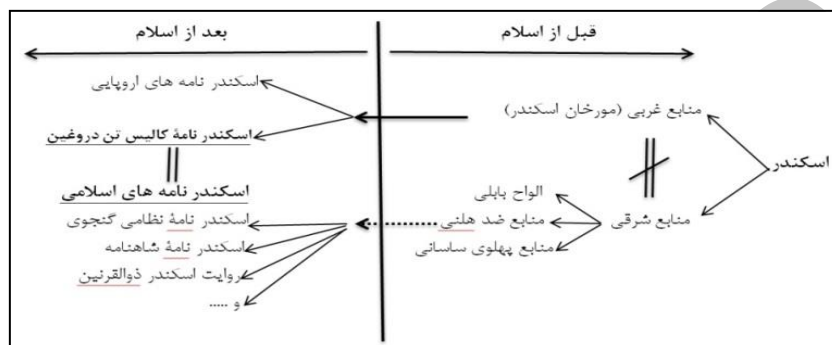 قبل از اسلام
بعد از اسلام
اسکندر
منابع غربی (مورخان اسکندر)
منابع شرقی
الواح بابلی
منابع ضد هلنی
منابع پهلوی ساسانی
اسکندر نامه های اروپایی
اسکندر نامهٔ کالیس تن دروغین
اسکندر نامه های اسلامی
اسکندر نامهٔ نظامی گنجوی
اسکندر نامهٔ شاهنامه
روایت اسکندر ذوالقرنین
و .....